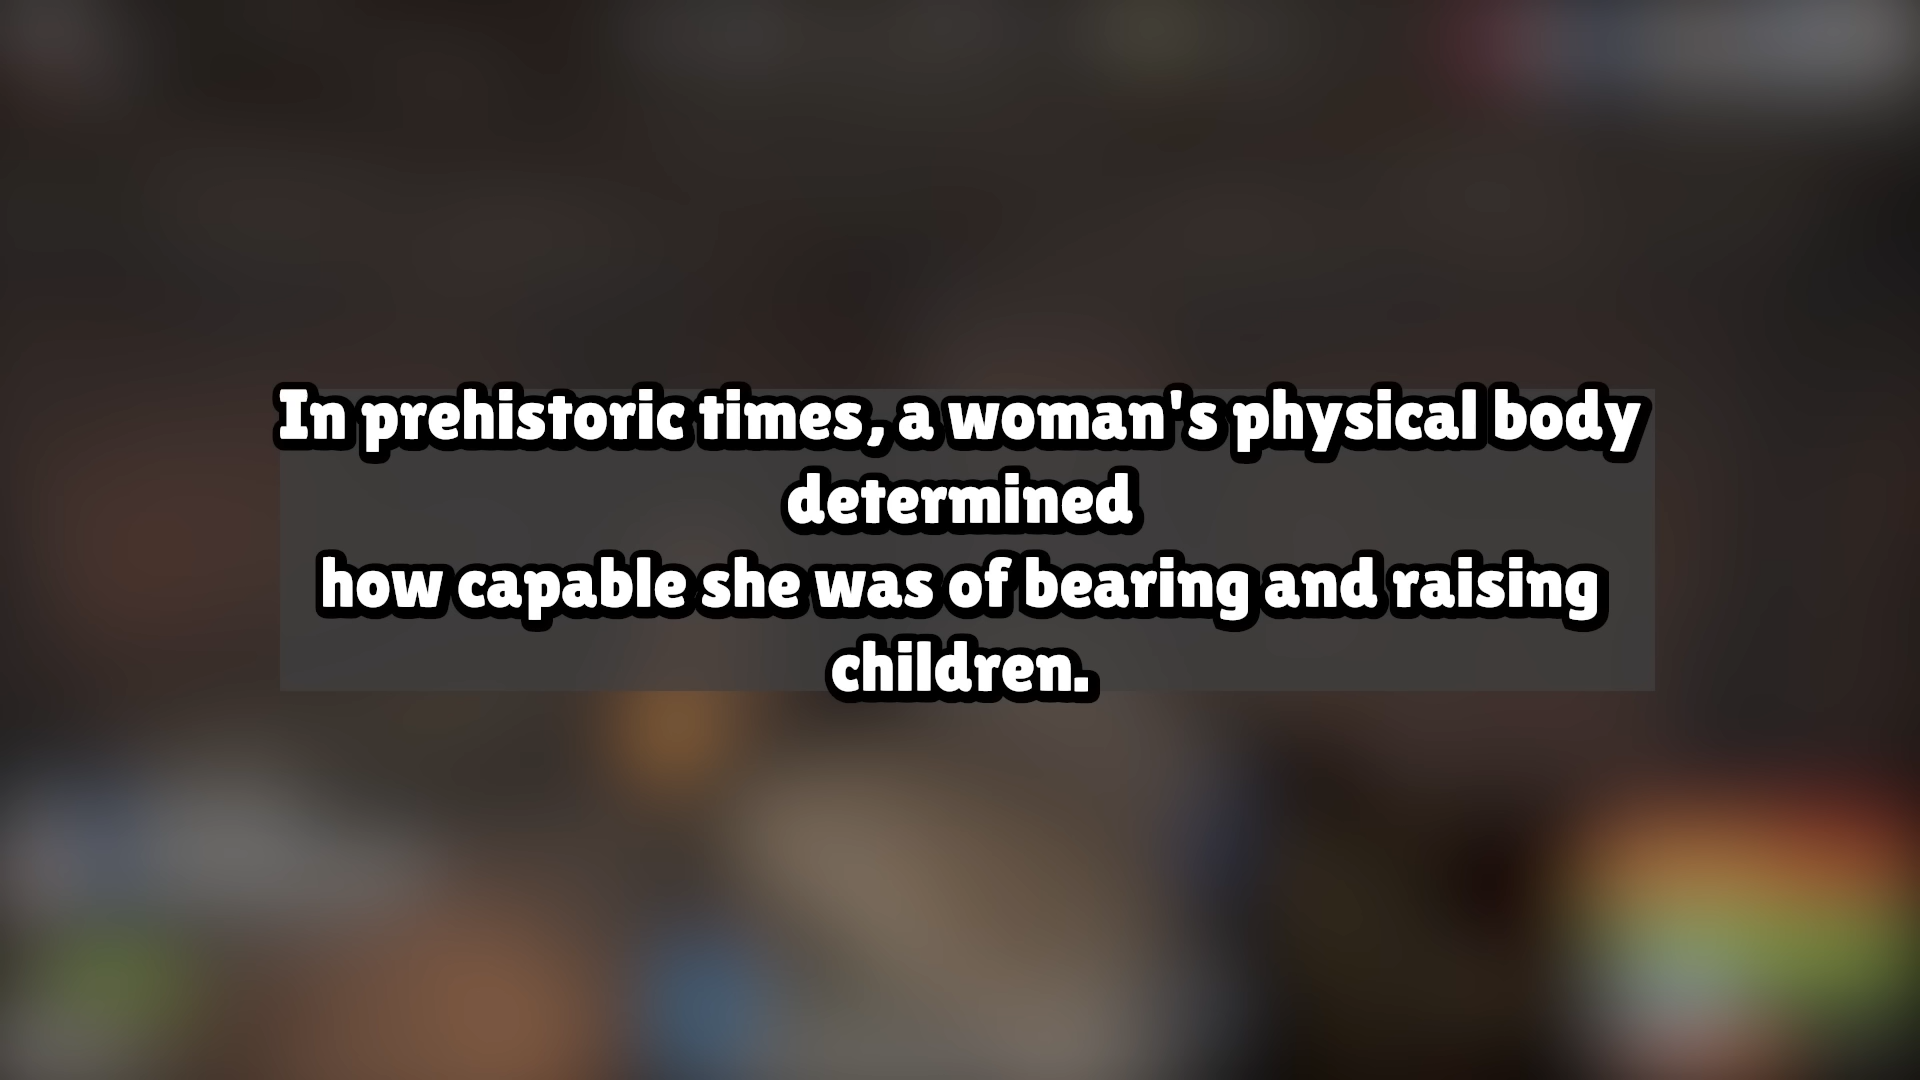 In prehistoric times, a woman's physical body
determined
how capable she was of bearing and raising
children.